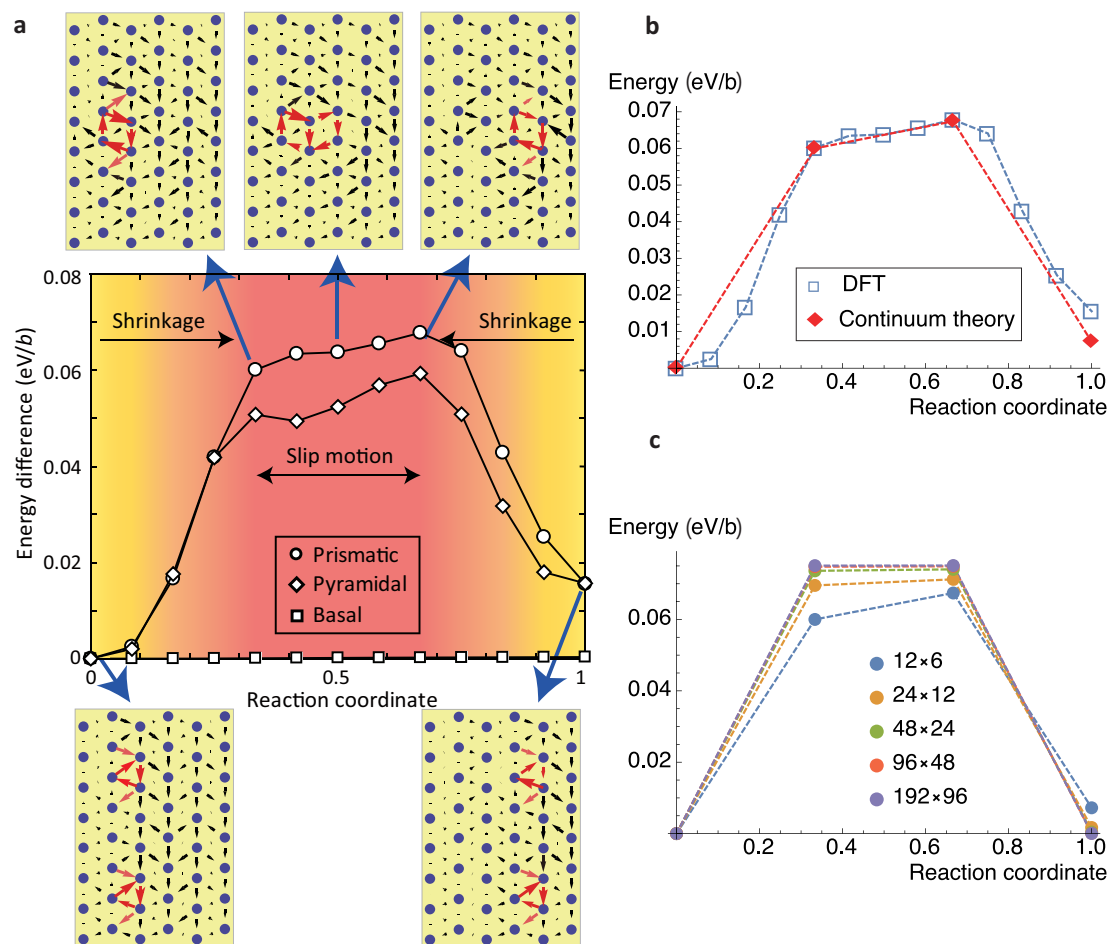 a
0.08
0.06
0.04
0.02
0
Energy difference (eV/b)
Shrinkage
Shrinkage
Slip motion
Prismatic
Pyramidal
Basal
0
0.5
1
Reaction coordinate
b
Energy (eV/b)
0.07
0.06
0.05
0.04
0.03
0.02
0.01
DFT
Continuum theory
0.2
0.4
0.6
0.8
1.0
Reaction coordinate
c
Energy (eV/b)
0.06
0.04
0.02
12×6
24×12
48×24
96×48
192×96
0.2
0.4
0.6
0.8
1.0
Reaction coordinate